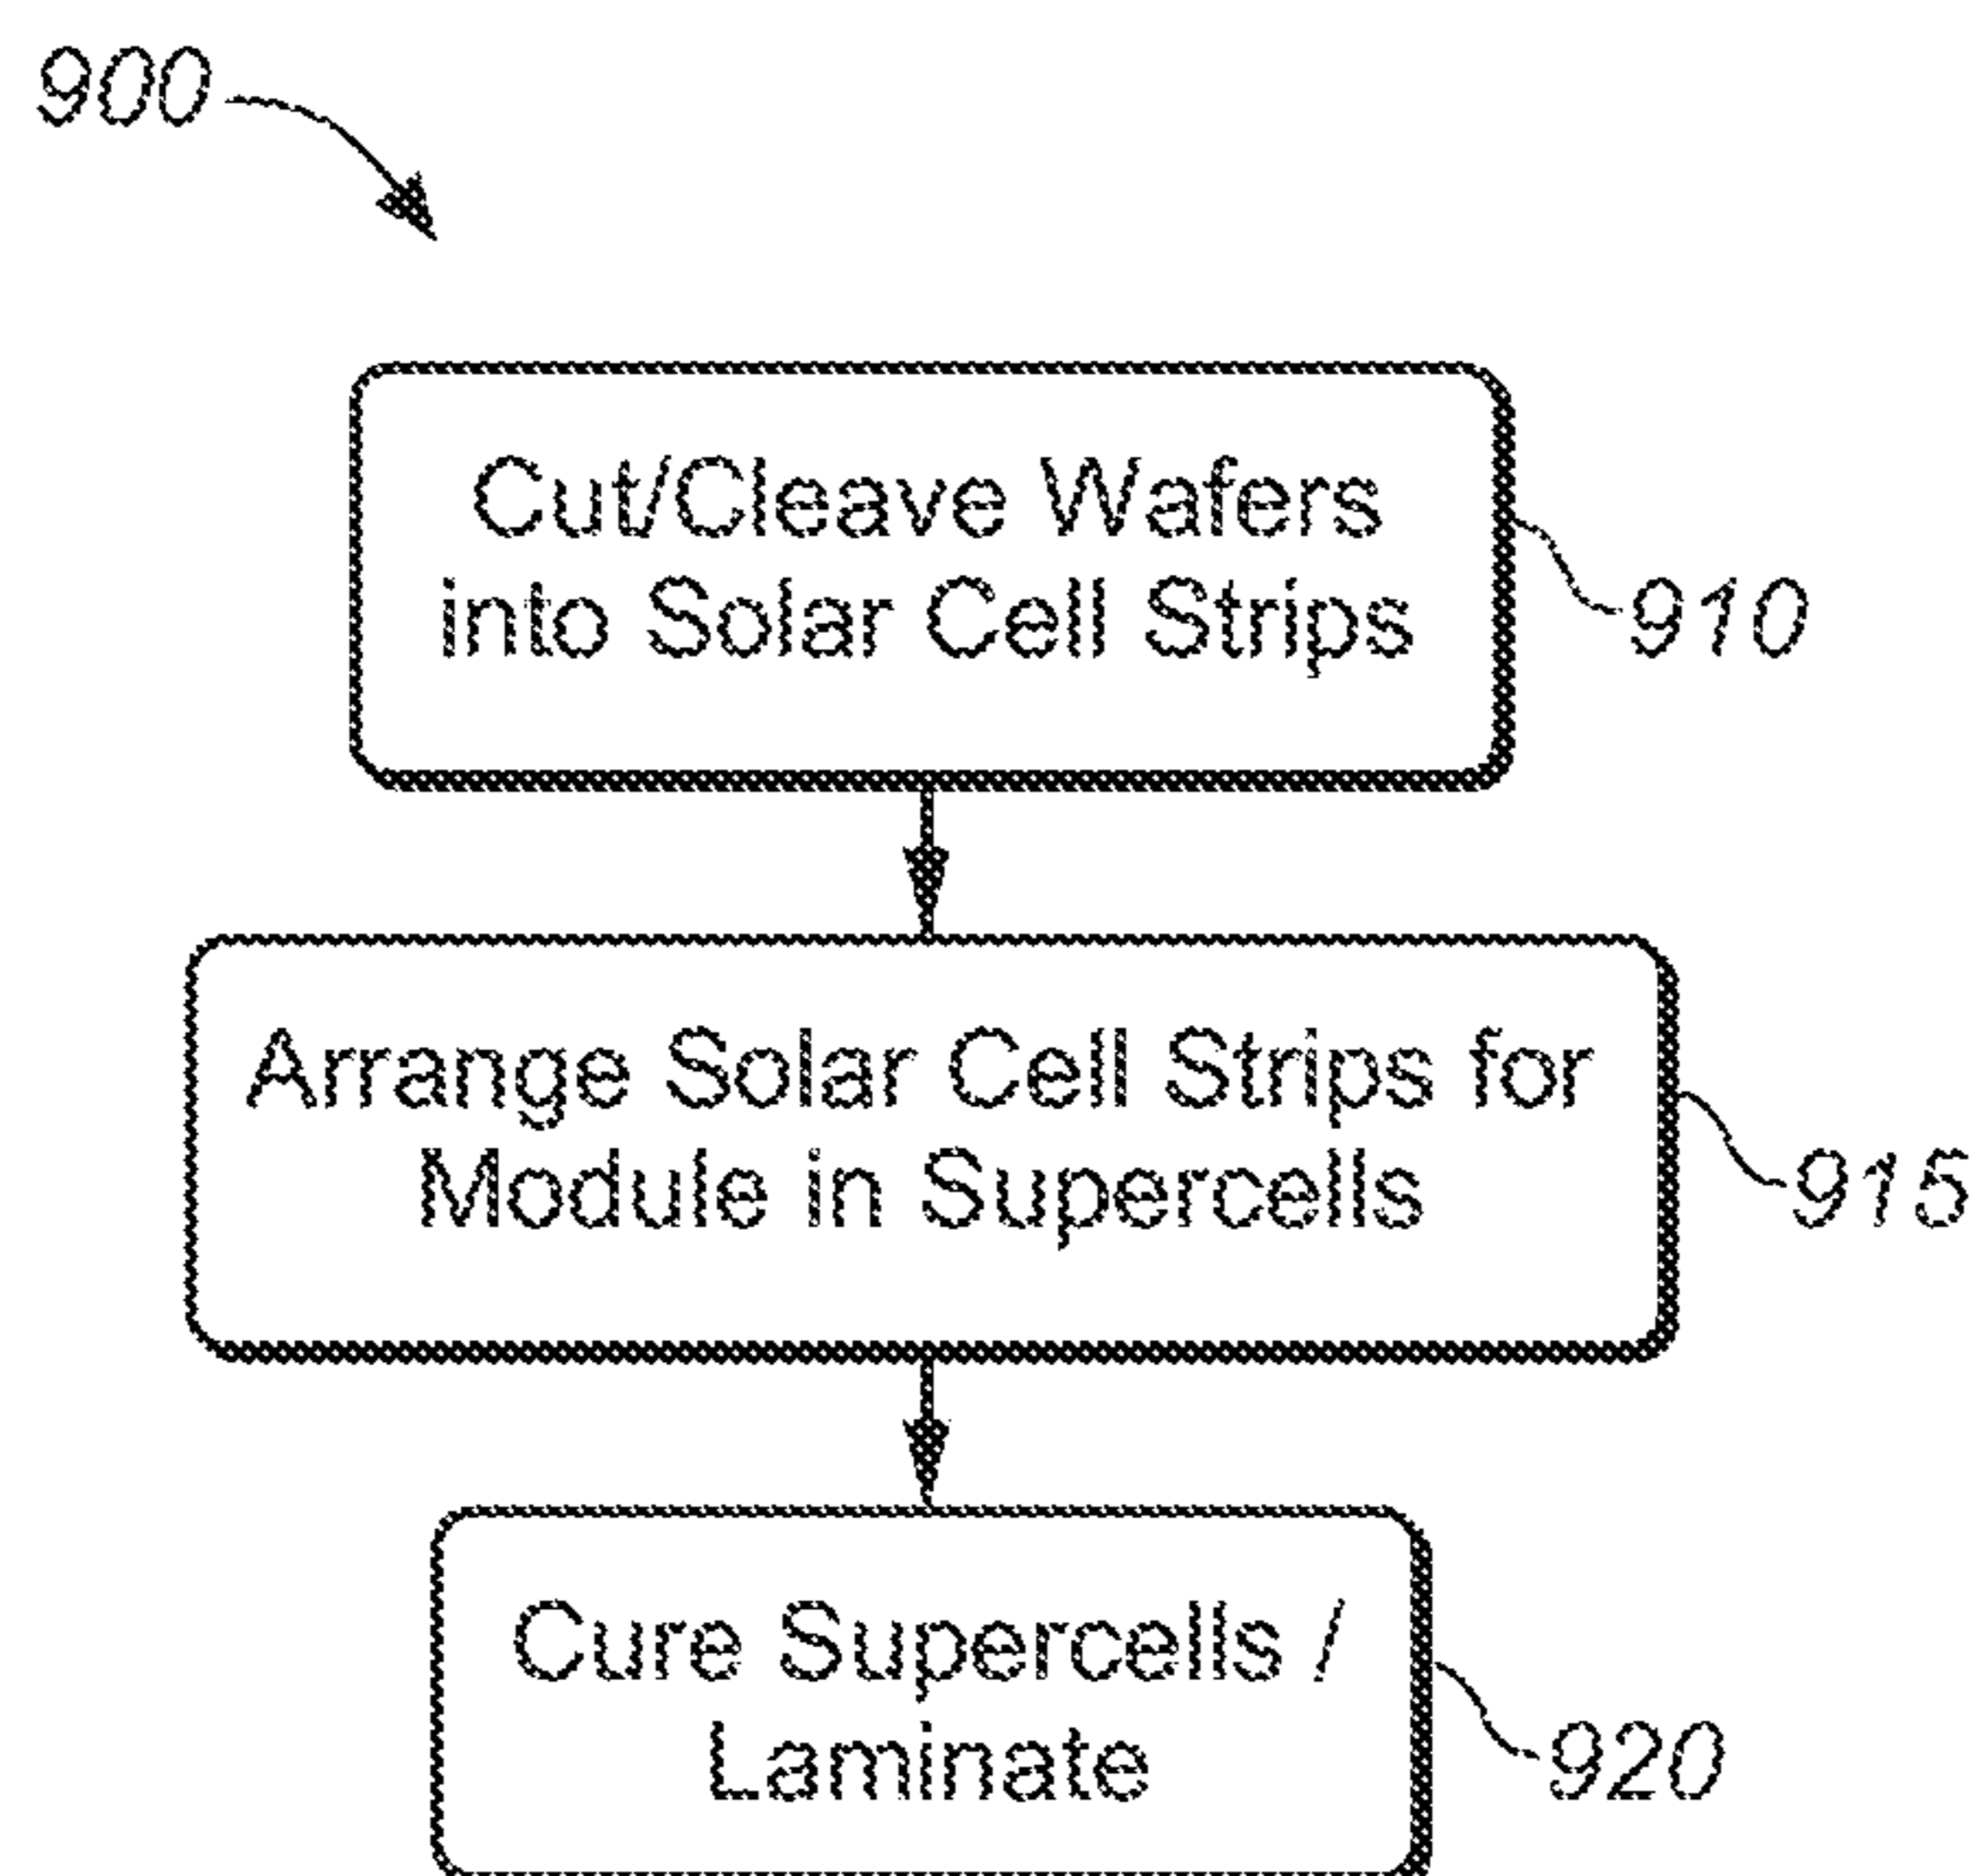 900
Cut/Cleave Wafers
into Solar Cell Strips
910
Arrange Solar Cell Strips for
Module in Supercells
915
Cure Supercells /
Laminate
920